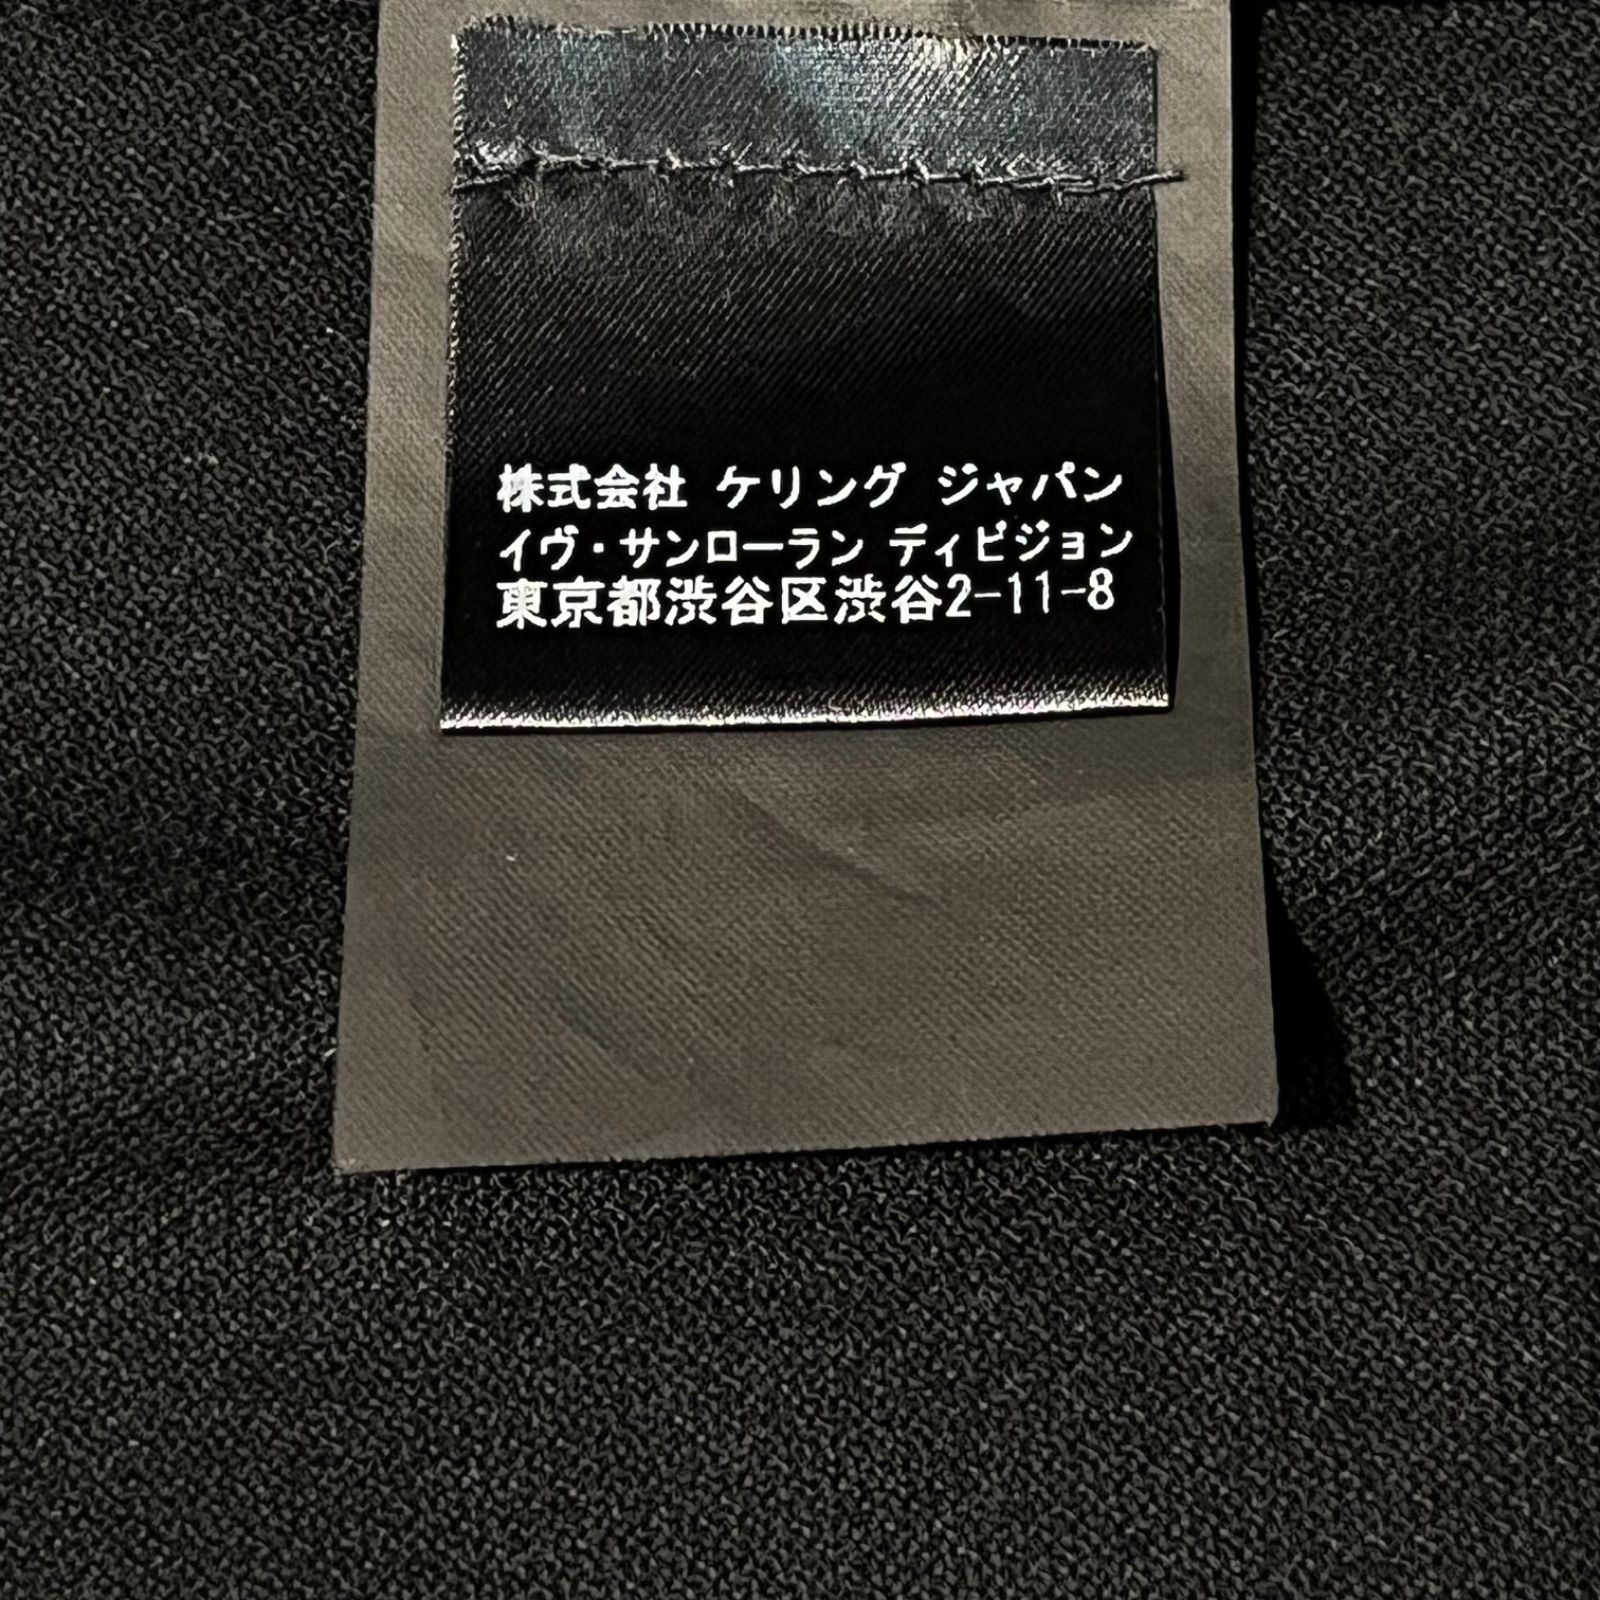 株式会社 ケリング ジャパン
イヴ・サンローラン ディビジョン
東京都渋谷区渋谷2-11-8